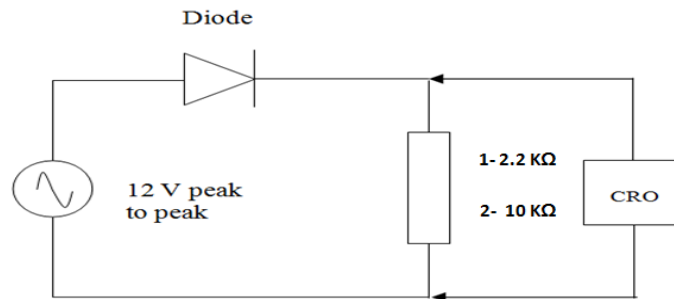 Diode
12 V peak
to peak
1- 2.2 KΩ
2- 10 KΩ
CRO